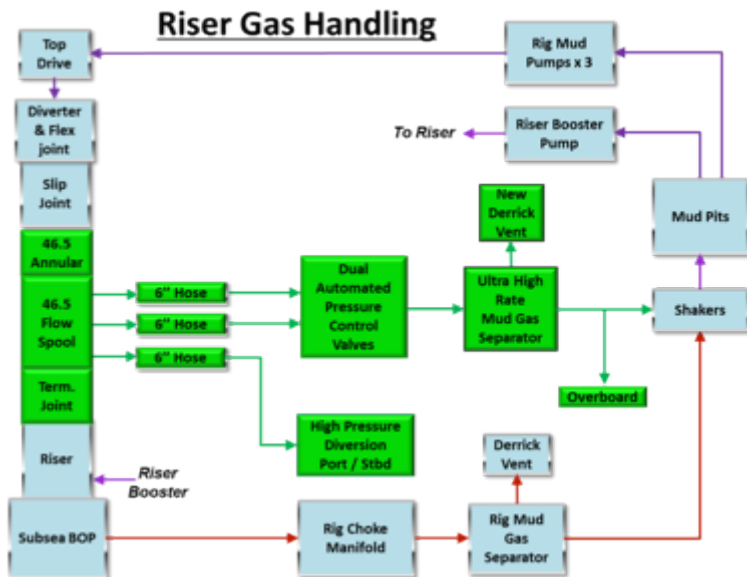 Riser Gas Handling
Top
Drive
Rig Mud
Pumps x 3
Diverter
& Flex
joint
To Riser
Riser Booster
Pump
Slip
Joint
New
Derrick
Vent
Mud Pits
46.5
Annular
46.5
Flow
Spool
6" Hose
6" Hose
6" Hose
Dual
Automated
Pressure
Control
Valves
Ultra High
Rate
Mud Gas
Separator
Shakers
Overboard
Term.
Joint
High Pressure
Diversion
Port / Stbd
Riser
Riser
Booster
Derrick
Vent
Subsea BOP
Rig Choke
Manifold
Rig Mud
Gas
Separator